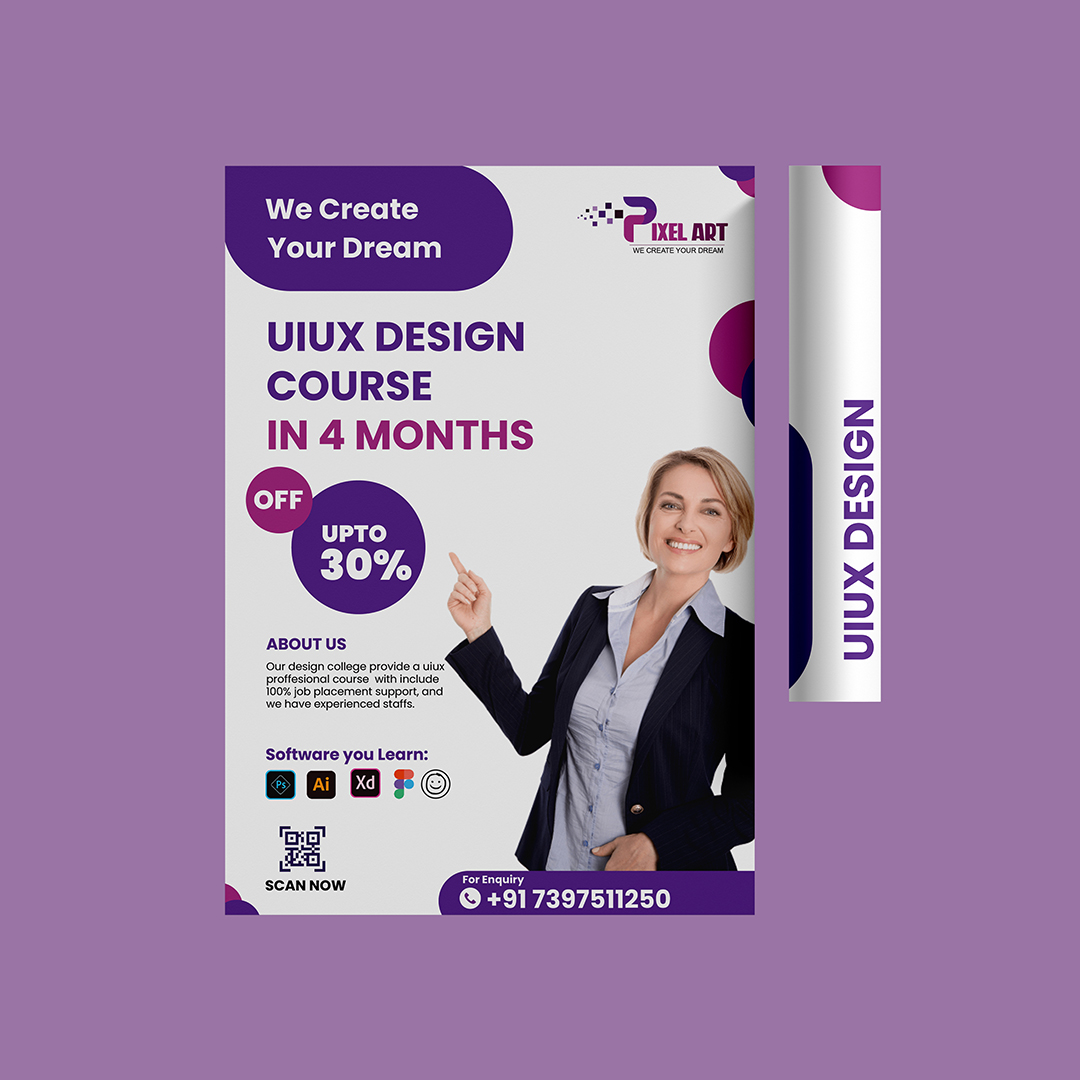 We Create
Your Dream
PIXEL ART
WE CREATE YOUR DREAM
UIUX DESIGN
COURSE
IN 4 MONTHS
OFF
UPTO
30%
ABOUT US
Our design college provide a uiux
proffesional course with include
100% job placement support, and
we have experienced staffs.
Software you Learn:
Ps
Ai
Xd
SCAN NOW
For Enquiry
+91 7397511250
UIUX DESIGN